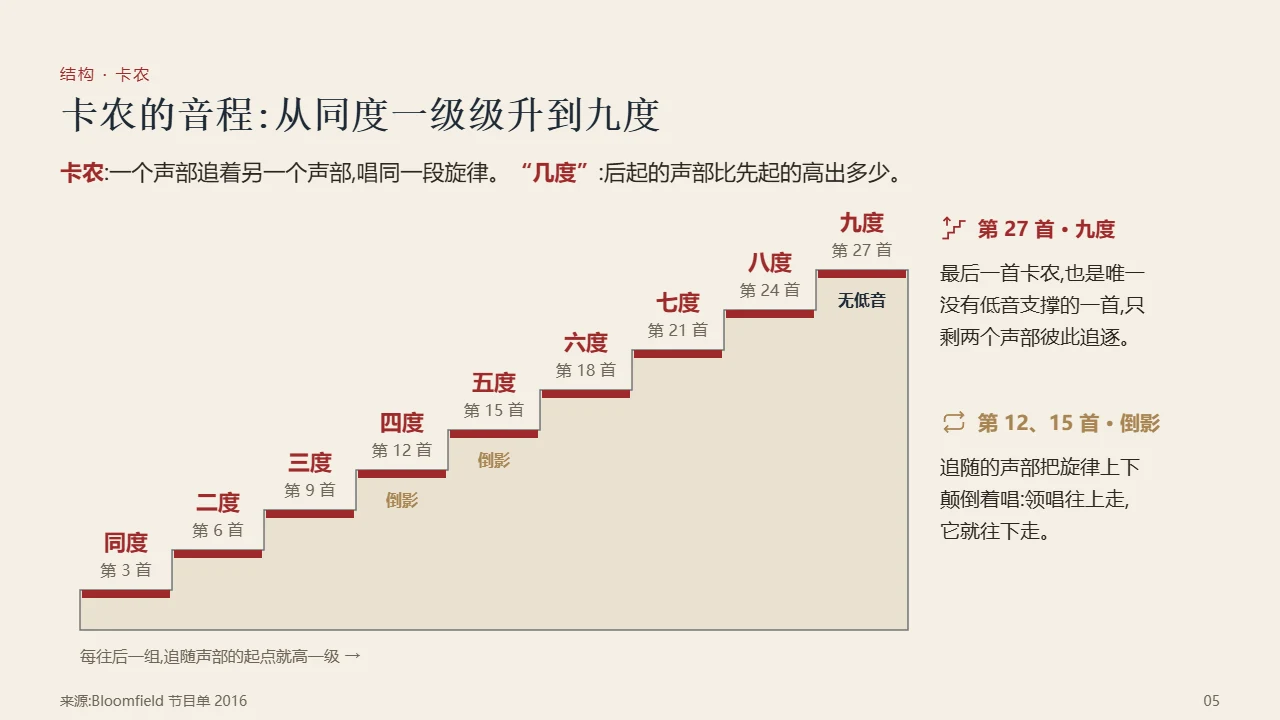 结构 · 卡农
卡农的音程:从同度一级级升到九度
卡农:一个声部追着另一个声部,唱同一段旋律。“几度”:后起的声部比先起的高出多少。
同度
第 3 首
二度
第 6 首
三度
第 9 首
四度
第 12 首
倒影
五度
第 15 首
倒影
六度
第 18 首
七度
第 21 首
八度
第 24 首
九度
第 27 首
无低音
每往后一组,追随声部的起点就高一级 →
第 27 首 • 九度
最后一首卡农,也是唯一
没有低音支撑的一首,只
剩两个声部彼此追逐。
第 12、15 首 • 倒影
追随的声部把旋律上下
颠倒着唱:领唱往上走,
它就往下走。
来源:Bloomfield 节目单 2016
05